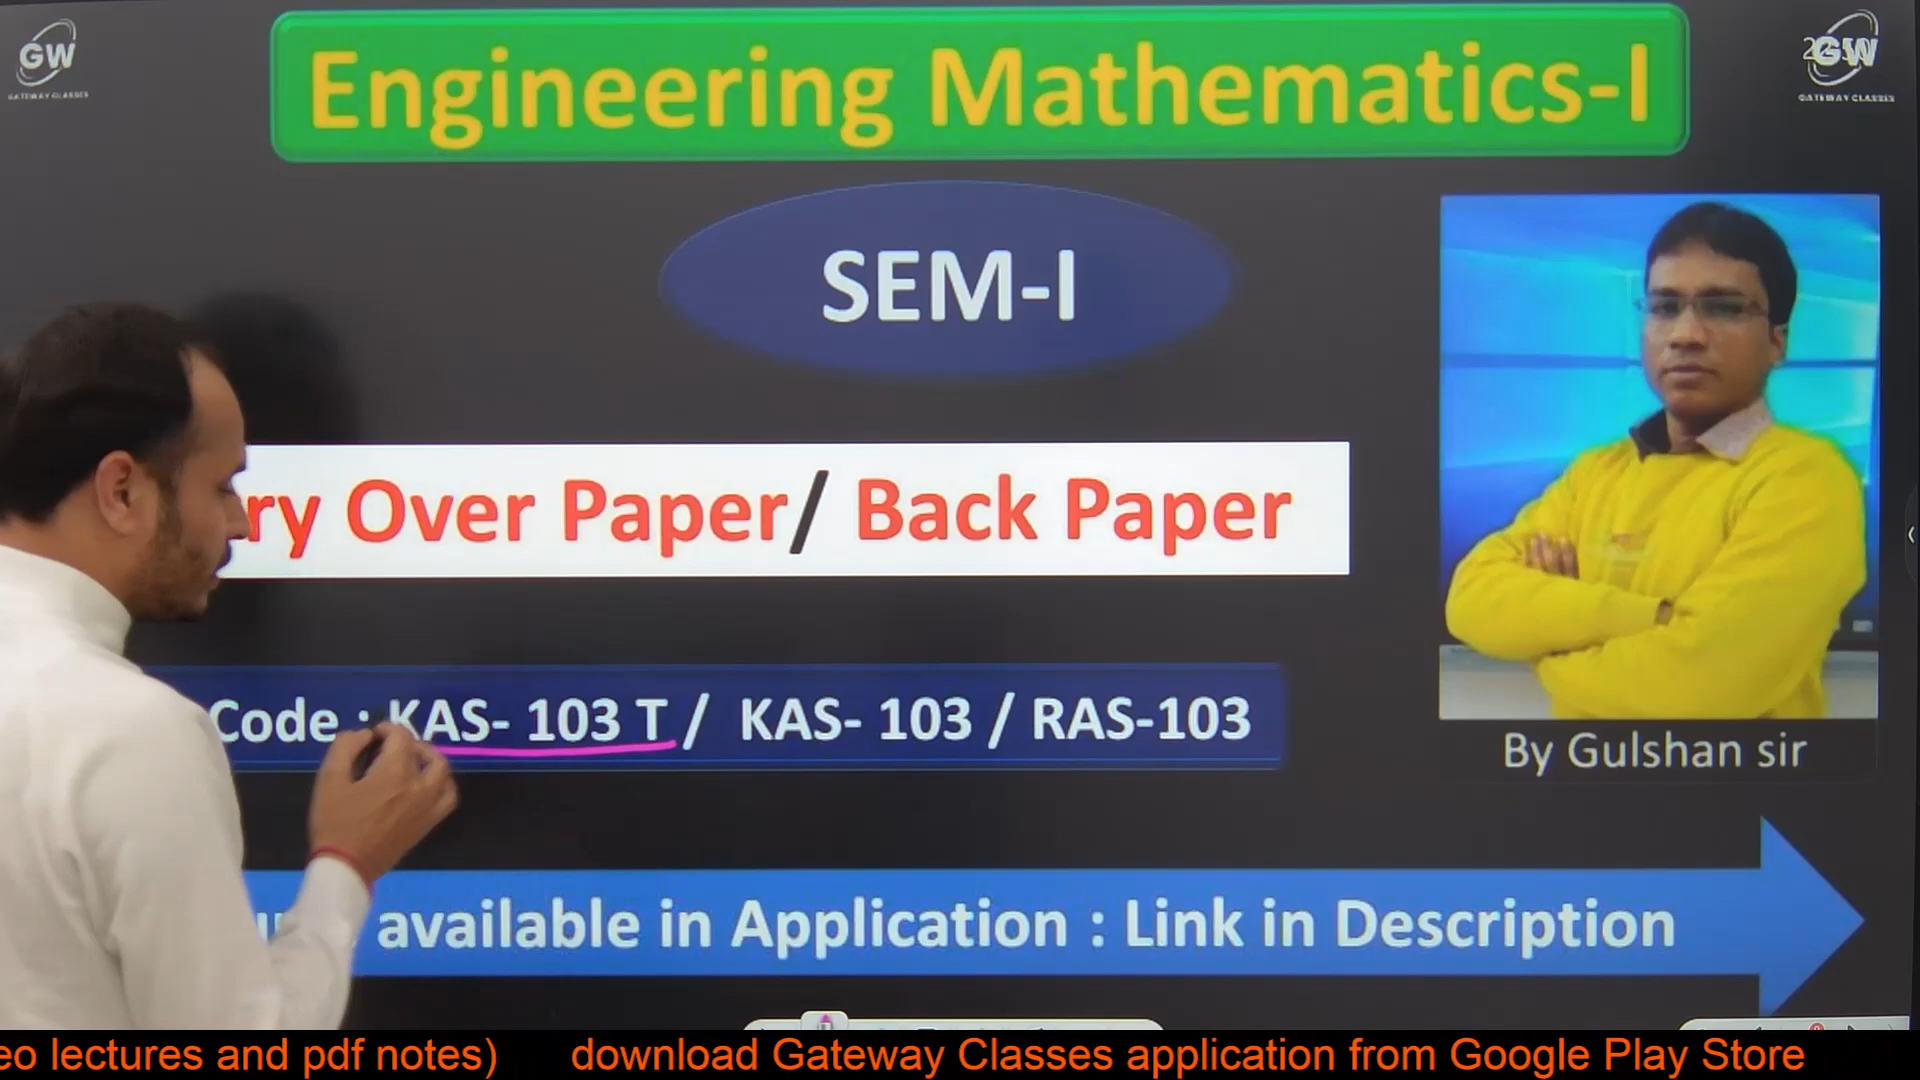 GW
GATEWAY CLASSES
Engineering Mathematics-I
GW
GATEWAY CLASSES
SEM-I
ry Over Paper/ Back Paper
Code : KAS- 103 T / KAS- 103 / RAS-103
By Gulshan sir
available in Application : Link in Description
eo lectures and pdf notes) download Gateway Classes application from Google Play Store